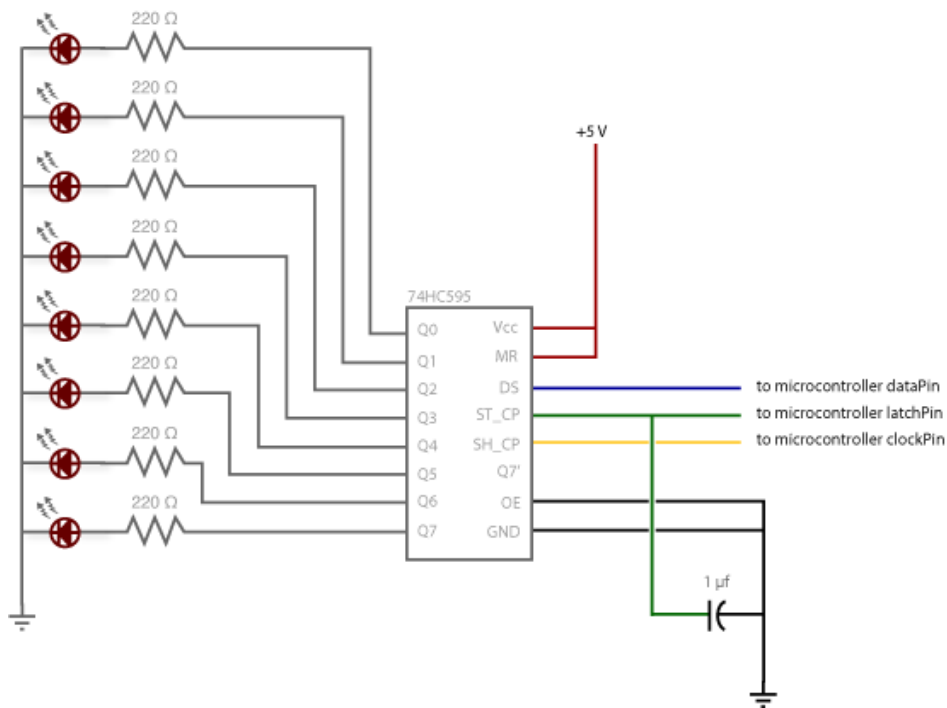 220 Ω
220 Ω
220 Ω
220 Ω
220 Ω
220 Ω
220 Ω
220 Ω
+5 V
74HC595
Q0
Q1
Q2
Q3
Q4
Q5
Q6
Q7
Vcc
MR
DS
ST_CP
SH_CP
Q7'
OE
GND
to microcontroller dataPin
to microcontroller latchPin
to microcontroller clockPin
1 µf